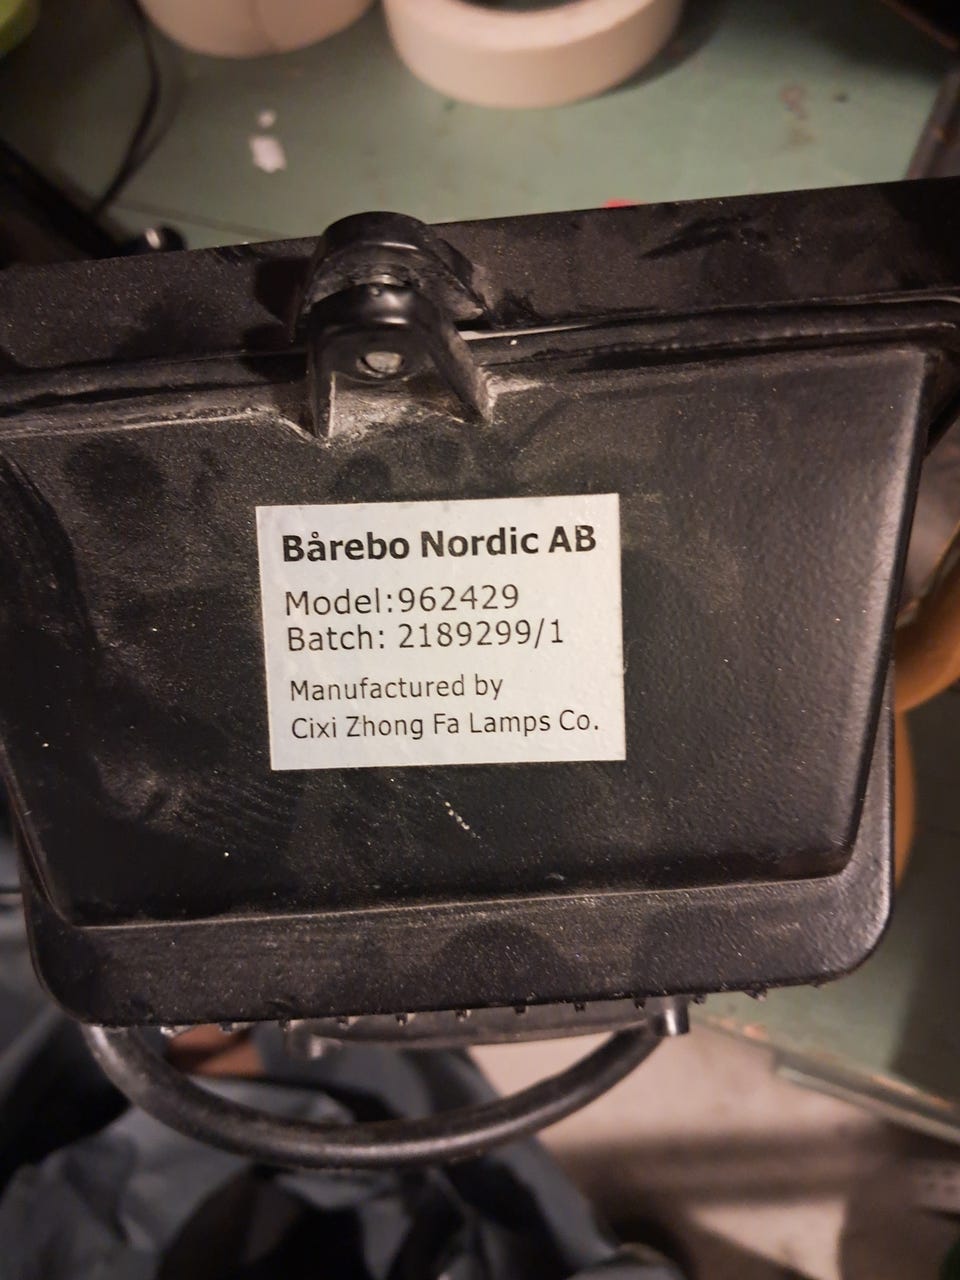 Bårebo Nordic AB
Model:962429
Batch: 2189299/1
Manufactured by
Cixi Zhong Fa Lamps Co.